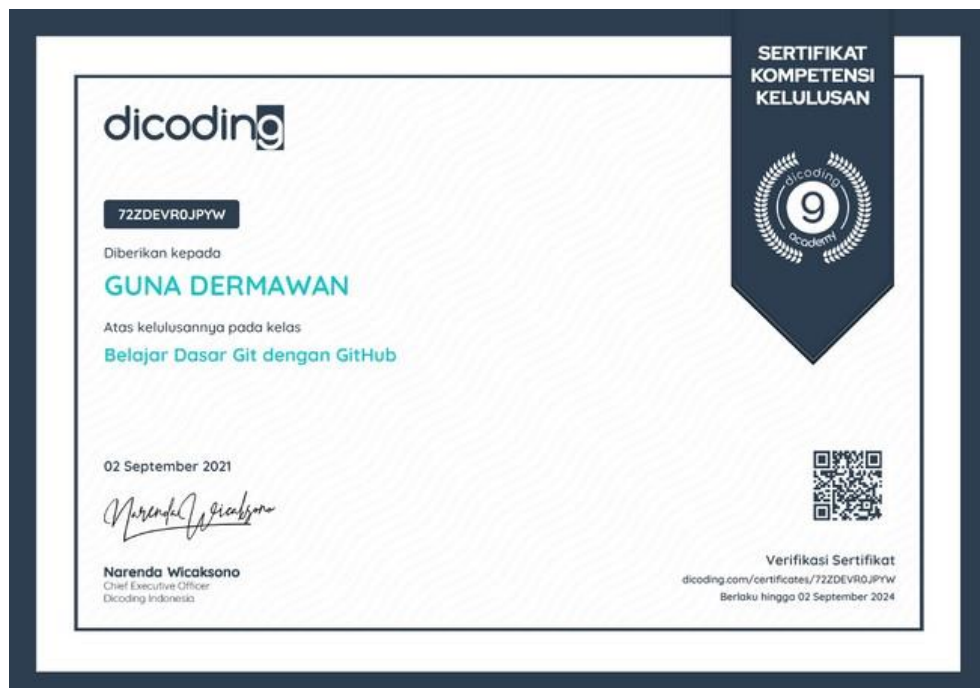 SERTIFIKAT
KOMPETENSI
KELULUSAN
dicoding
dicoding
9
academy
72ZDEVR0JPYW
Diberikan kepada
GUNA DERMAWAN
Atas kelulusannya pada kelas
Belajar Dasar Git dengan GitHub
02 September 2021
Narenda Wicaksono
Narenda Wicaksono
Chief Executive Officer
Dicoding Indonesia
Verifikasi Sertifikat
dicoding.com/certificates/72ZDEVR0JPYW
Berlaku hingga 02 September 2024